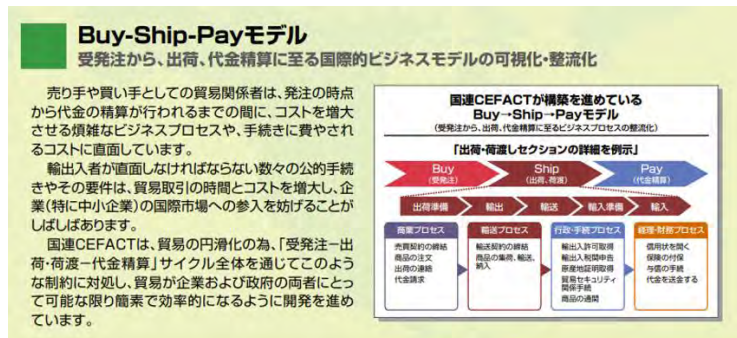 Buy-Ship-Payモデル
受発注から、出荷、代金精算に至る国際的ビジネスモデルの可視化・整流化
売り手や買い手としての貿易関係者は、発注の時点
から代金の精算が行われるまでの間に、コストを増大
させる煩雑なビジネスプロセスや、手続きに費やされ
るコストに直面しています。
輸出入者が直面しなければならない数々の公的手続
きやその要件は、貿易取引の時間とコストを増大し、企
業(特に中小企業)の国際市場への参入を妨げることが
しばしばあります。
国連CEFACTは、貿易の円滑化の為、「受発注－出
荷・荷渡－代金精算」サイクル全体を通じてこのよう
な制約に対処し、貿易が企業および政府の両者にとっ
て可能な限り簡素で効率的になるように開発を進め
ています。
国連CEFACTが構築を進めている
Buy→Ship→Payモデル
(受発注から、出荷、代金精算に至るビジネスプロセスの整流化)
「出荷・荷渡しセクションの詳細を例示」
Buy
(受発注)
Ship
(出荷、荷渡)
Pay
(代金精算)
出荷準備
輸出
輸送
輸入準備
輸入
商業プロセス
売買契約の締結
商品の注文
出荷の連絡
代金請求
輸送プロセス
輸送契約の締結
商品の集荷、輸送、
納入
行政・手続プロセス
輸出入許可取得
輸出入税関申告
原産地証明取得
貿易セキュリティ
関係手続
商品の通関
経理・財務プロセス
信用状を開く
保険の付保
与信の手続
代金を送金する